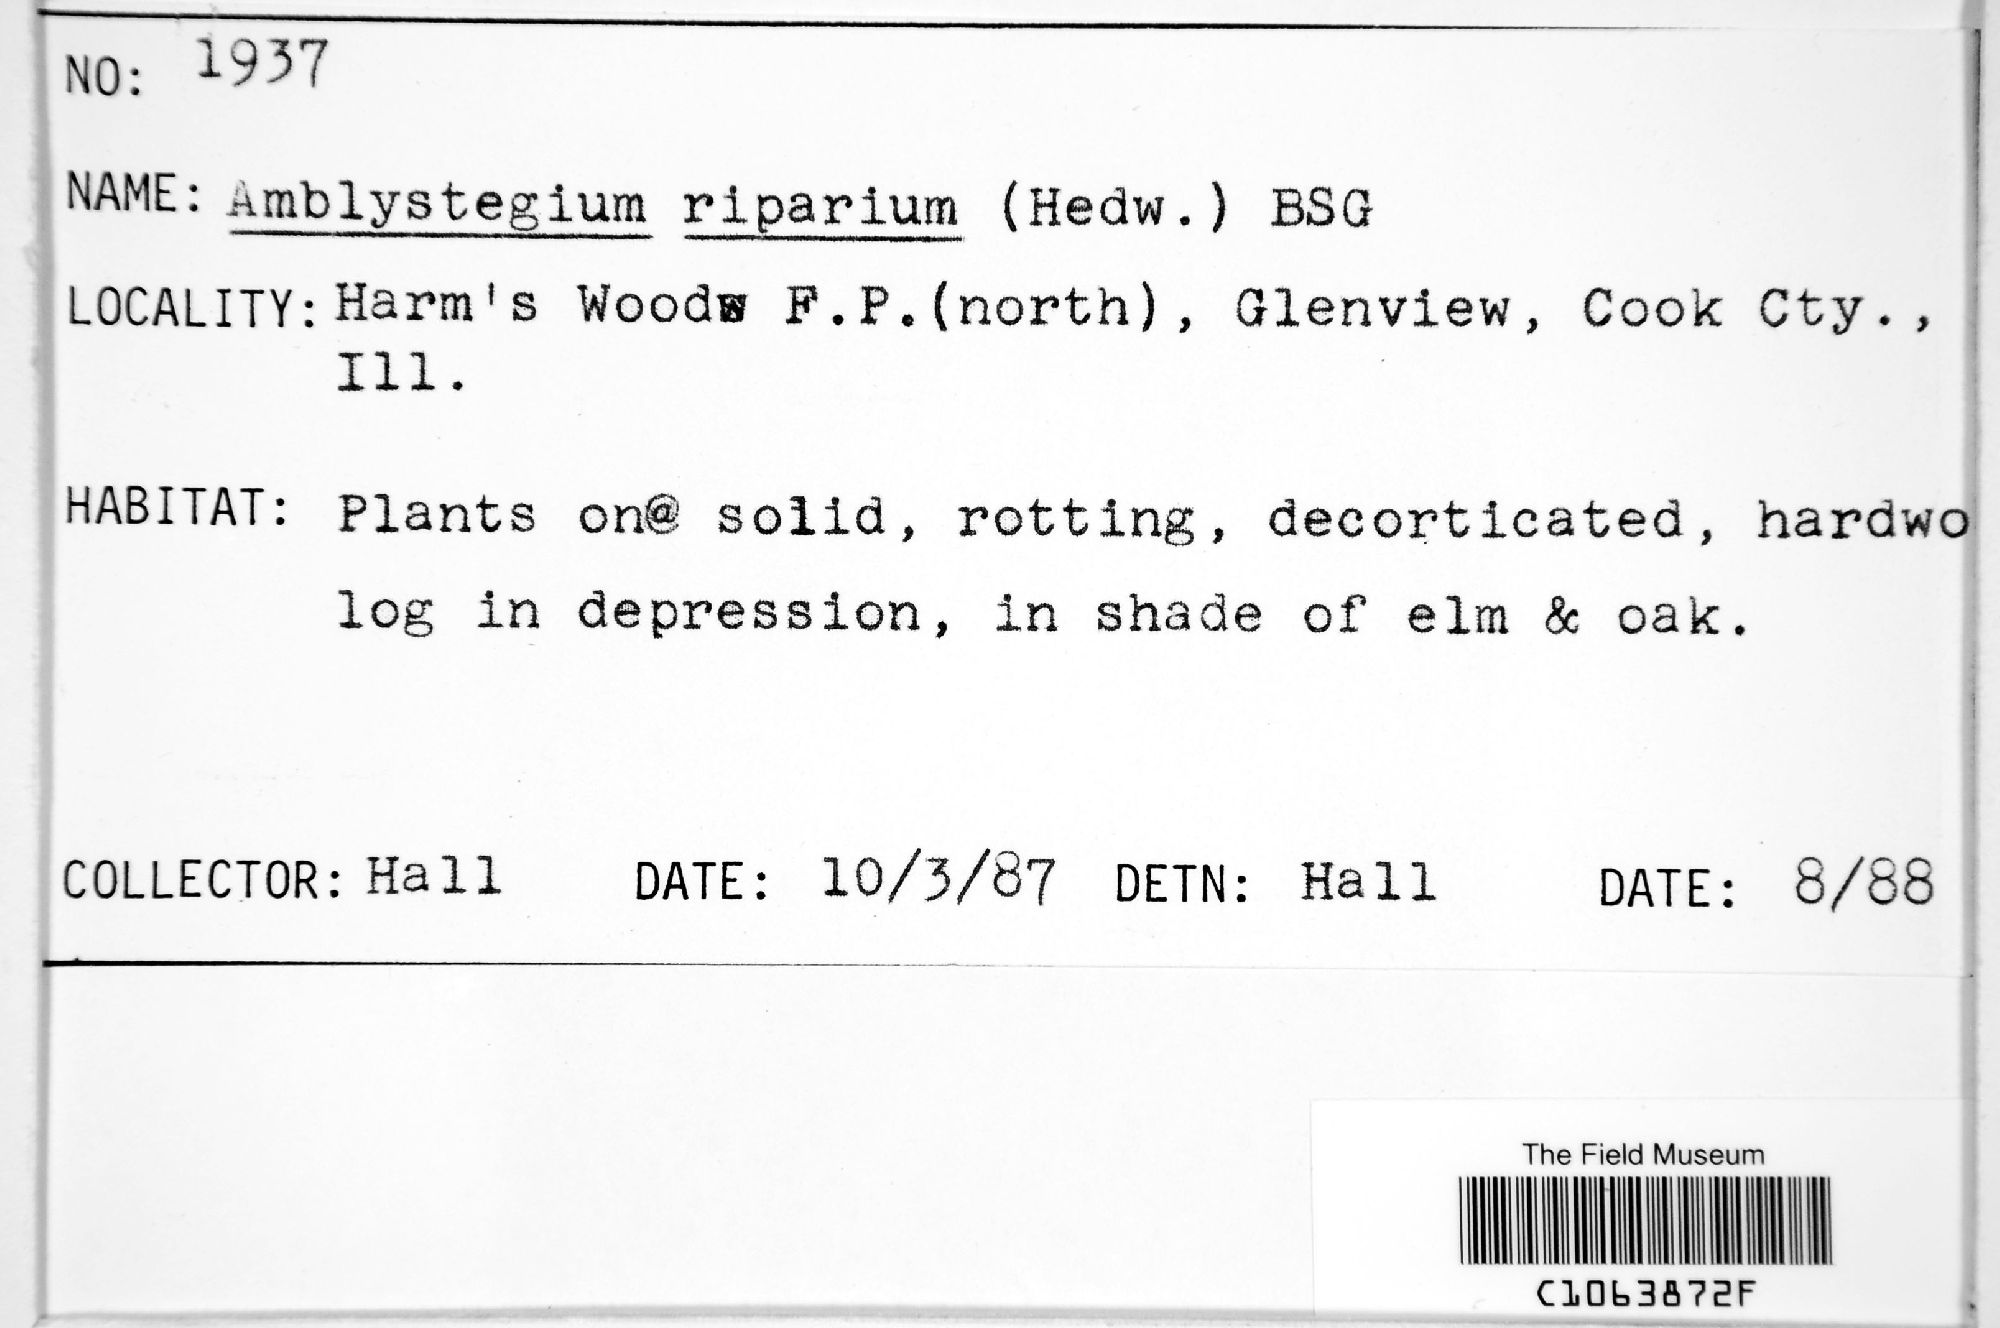 NO: 1937
NAME: Amblystegium riparium (Hedw.) BSG
LOCALITY: Harm's Woods F.P.(north), Glenview, Cook Cty.,
Ill.
HABITAT: Plants on@ solid, rotting, decorticated, hardwo
log in depression, in shade of elm & oak.
COLLECTOR: Hall DATE: 10/3/87 DETN: Hall DATE: 8/88
The Field Museum
C1063872F